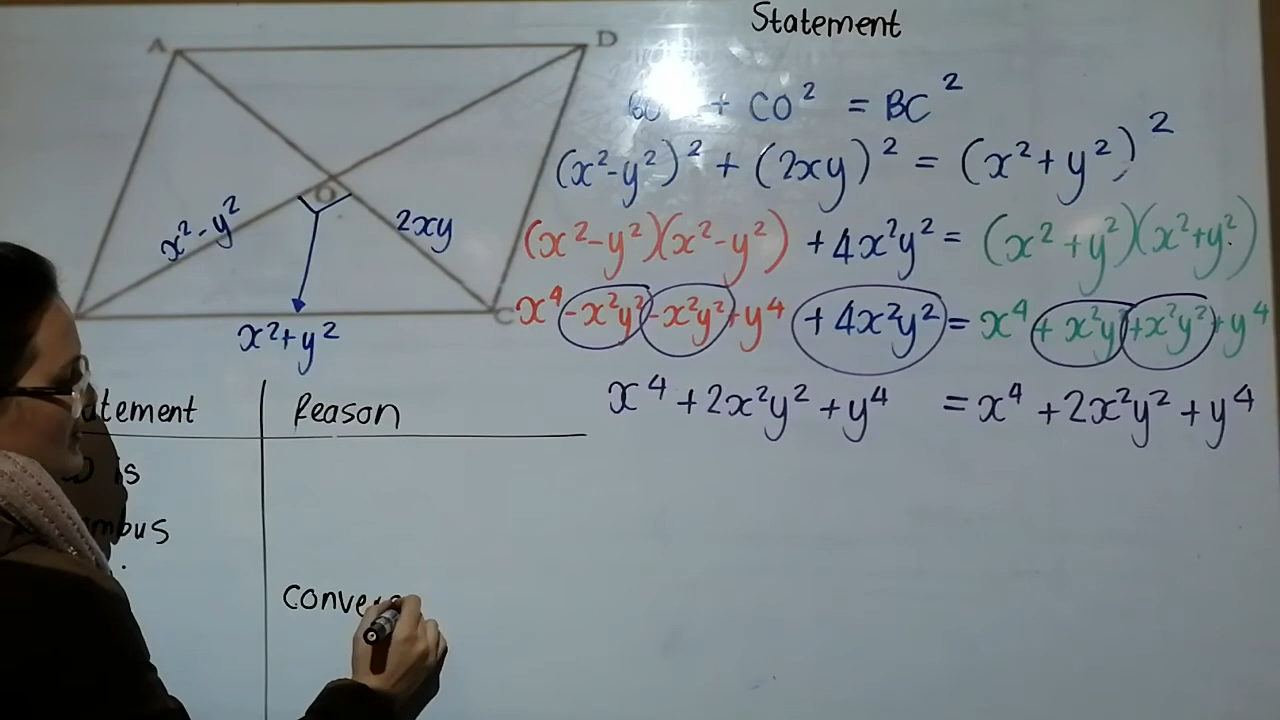 Statement
A
D
+ CO² = BC²
(x²-y²)² + (2xy)² = (x²+y²)²
x²-y²
O
2xy
(x²-y²)(x²-y²) + 4x²y² = (x²+y²)(x²+y²)
C
x⁴-x²y²-x²y²+y⁴ + 4x²y² = x⁴ + x²y²+x²y²+y⁴
x²+y²
x⁴ + 2x²y² + y⁴ = x⁴ + 2x²y² + y⁴
Reason
is